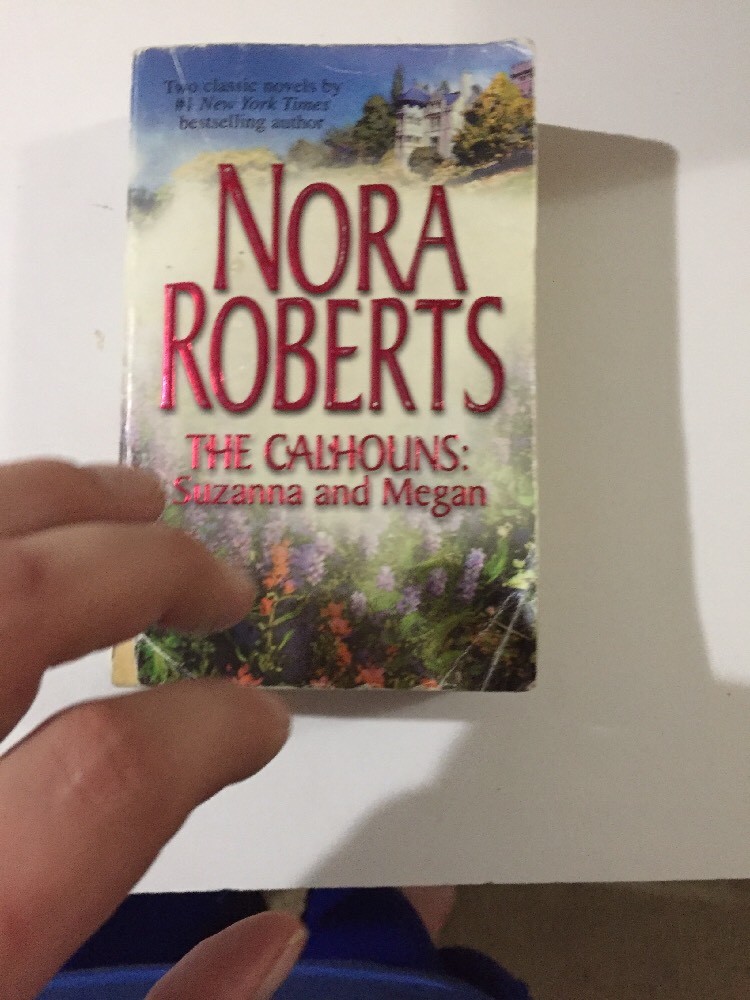 Two classic novels by
#1 New York Times
bestselling author
NORA
ROBERTS
THE CALHOUNS:
Suzanna and Megan